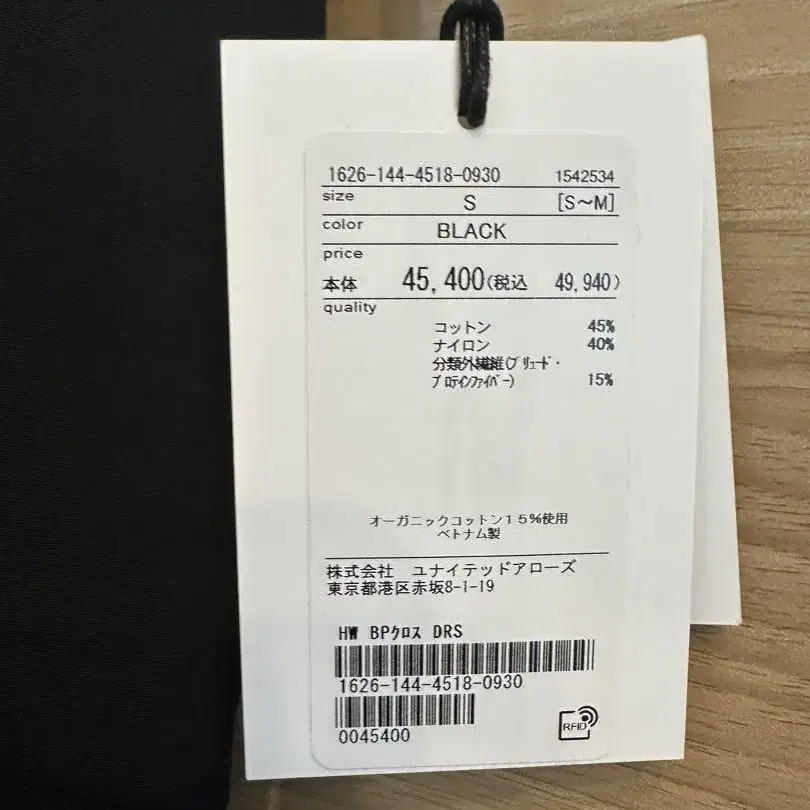 1626-144-4518-0930 1542534
size S [S~M]
color BLACK
price
本体 45,400(税込 49,940)
quality
コットン 45%
ナイロン 40%
分類外繊維(ブリュード・
プロテインファイバー) 15%
オーガニックコットン15%使用
ベトナム製
株式会社 ユナイテッドアローズ
東京都港区赤坂8-1-19
HW BPクロス DRS
1626-144-4518-0930
0045400
RFID